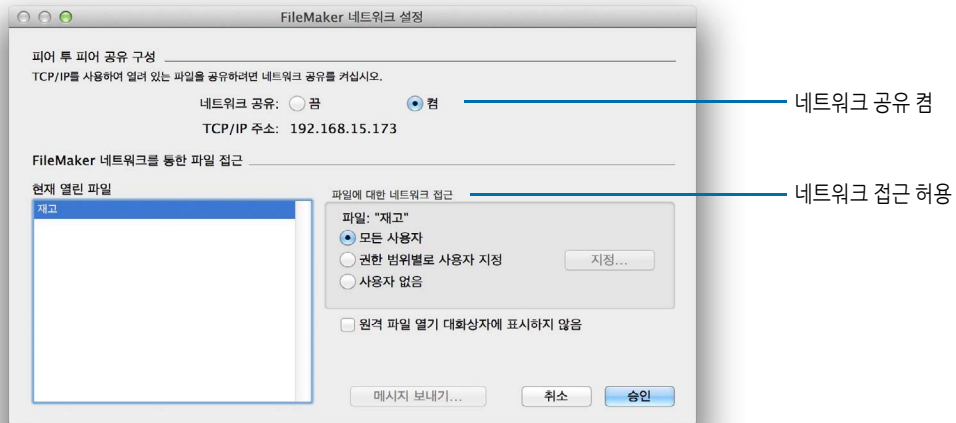 FileMaker 네트워크 설정
피어 투 피어 공유 구성
TCP/IP를 사용하여 열려 있는 파일을 공유하려면 네트워크 공유를 켜십시오.
네트워크 공유: 끔 켬
네트워크 공유 켬
TCP/IP 주소: 192.168.15.173
FileMaker 네트워크를 통한 파일 접근
현재 열린 파일
재고
파일에 대한 네트워크 접근
네트워크 접근 허용
파일: "재고"
모든 사용자
권한 범위별로 사용자 지정
지정...
사용자 없음
원격 파일 열기 대화상자에 표시하지 않음
메시지 보내기...
취소
승인